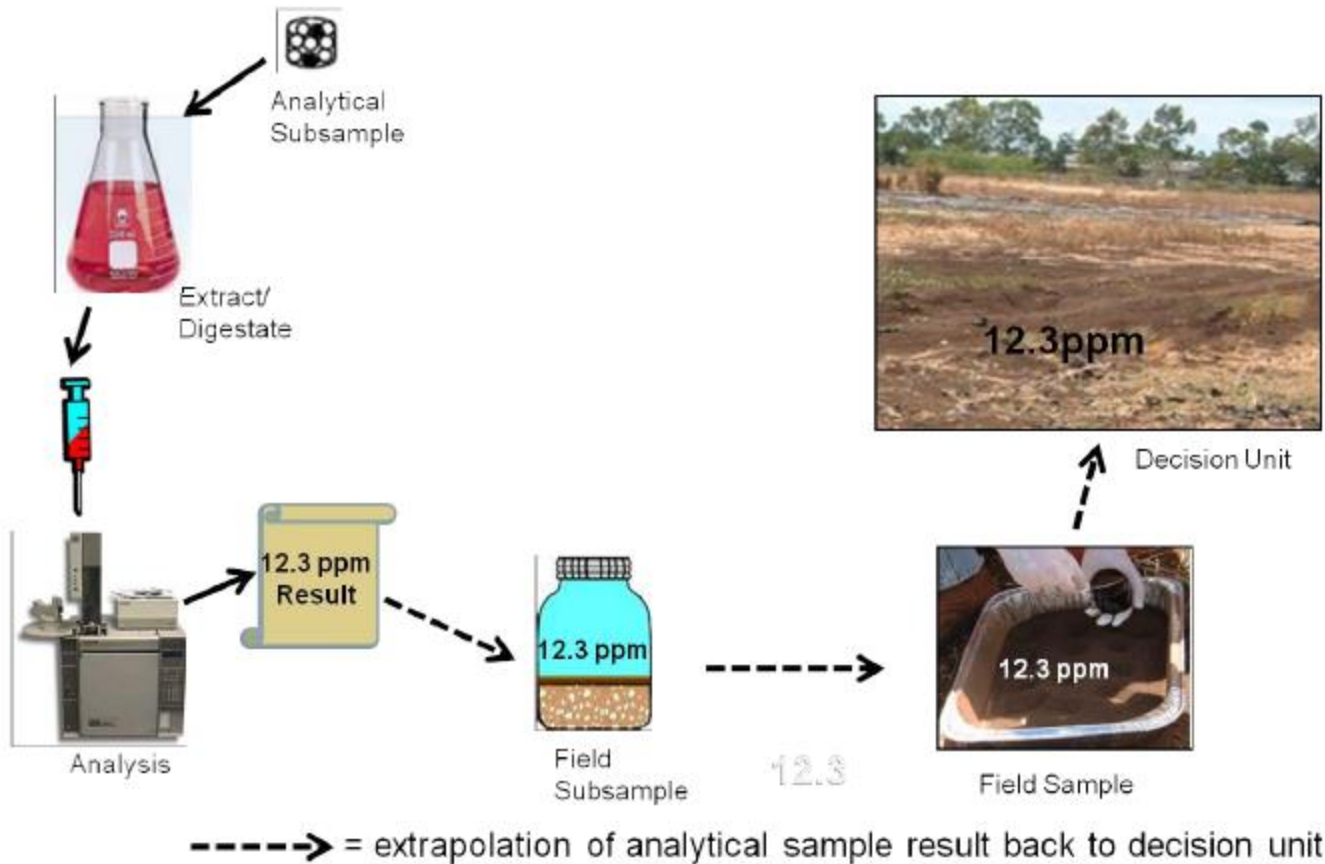 Analytical
Subsample
Extract/
Digestate
12.3ppm
Decision Unit
12.3 ppm
Result
12.3 ppm
12.3 ppm
Analysis
Field
Subsample
12.3
Field Sample
= extrapolation of analytical sample result back to decision unit